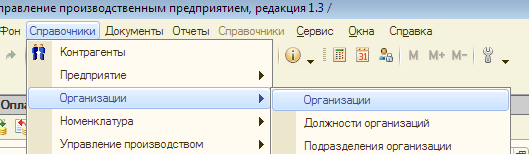 правление производственным предприятием, редакция 1.3 /
Фон Справочники Документы Отчеты Справочники Сервис Окна Справка
Контрагенты
M M+ M-
Предприятие
Организации
Организации
Номенклатура
Должности организаций
Управление производством
Подразделения организации
Опла